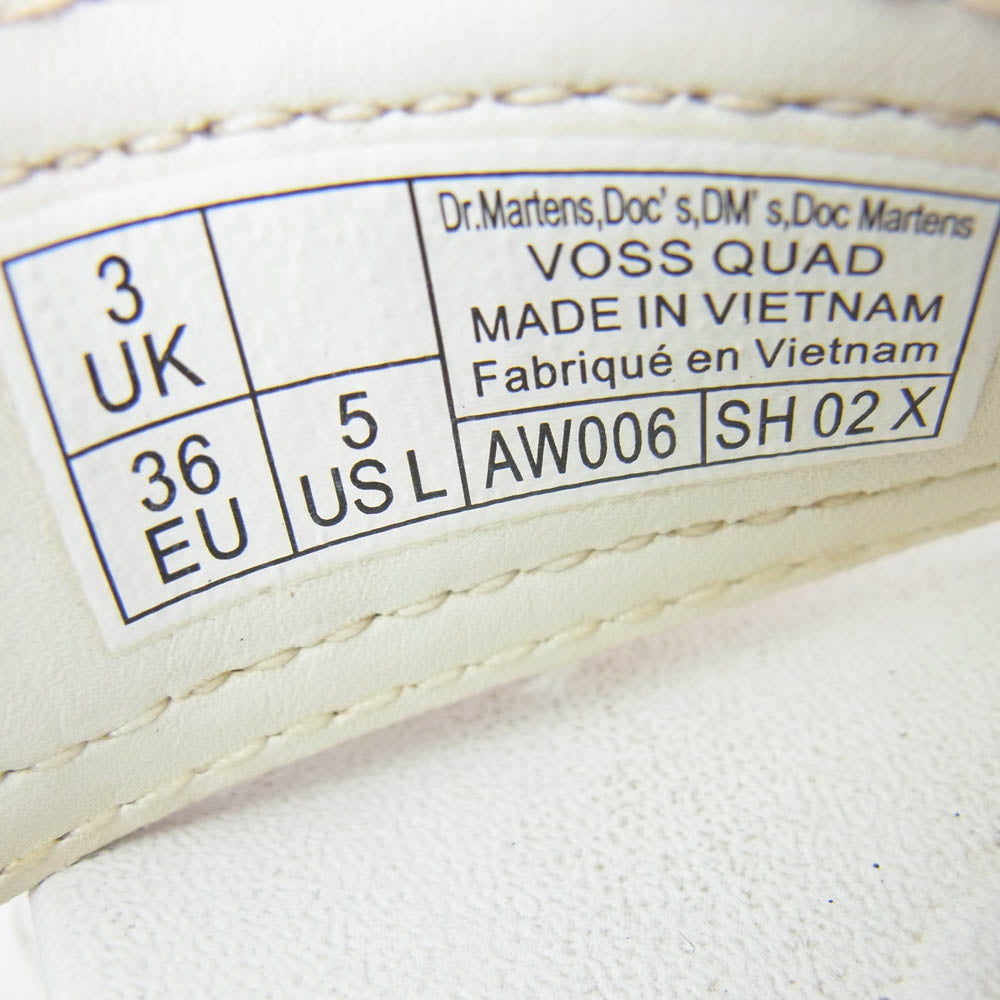 3
UK
36
EU
5
US L
Dr.Martens,Doc's,DM's,Doc Martens
VOSS QUAD
MADE IN VIETNAM
Fabriqué en Vietnam
AW006
SH 02 X